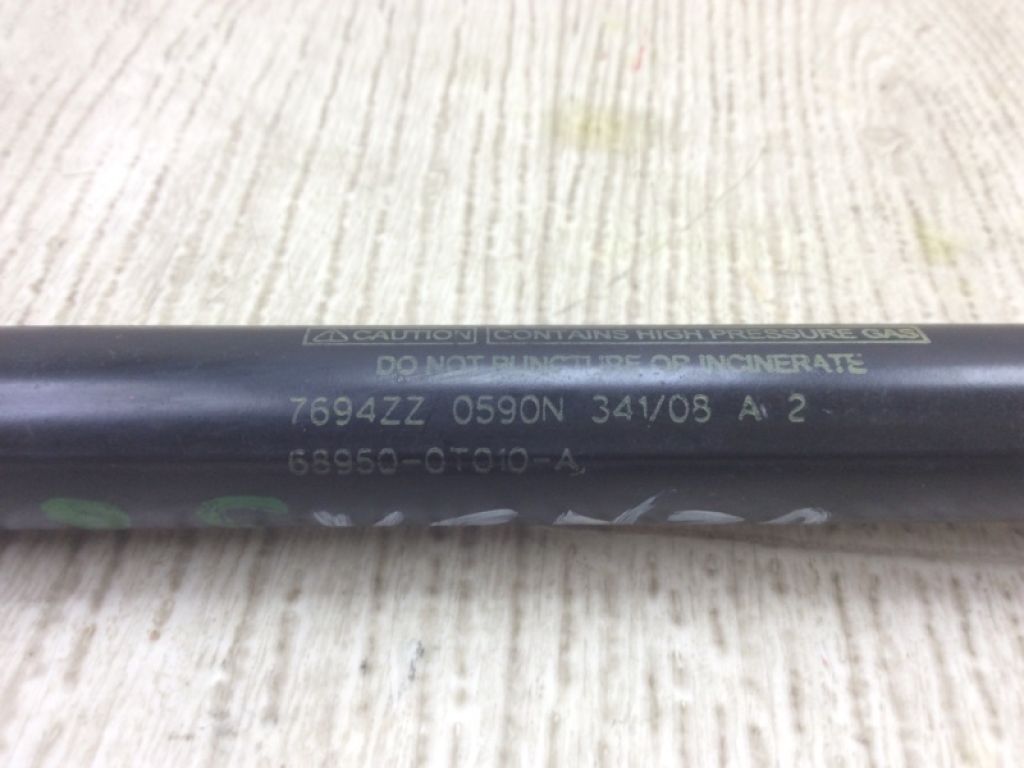 ⚠ CAUTION CONTAINS HIGH PRESSURE GAS
DO NOT PUNCTURE OR INCINERATE
7694ZZ 0590N 341/08 A 2
68950-0T010-A